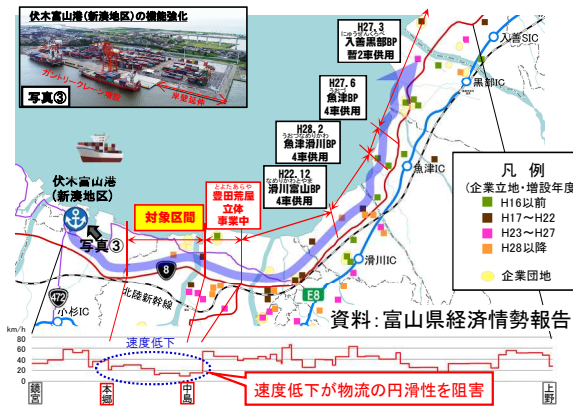 伏木富山港(新湊地区)の機能強化
ガントリークレーン増設
岸壁延伸
写真③
H27.3
にゅうぜんくろべ
入善黒部BP
暫2車供用
入善SIC
黒部IC
H27.6
うおづ
魚津BP
4車供用
H28.2
うおづなめりかわ
魚津滑川BP
4車供用
魚津IC
H22.12
なめりかわとやま
滑川富山BP
4車供用
伏木富山港
(新湊地区)
写真③
対象区間
とよたあらや
豊田荒屋
立体
事業中
8
滑川IC
E8
472
小杉IC
北陸新幹線
凡 例
(企業立地・増設年度)
H16以前
H17～H22
H23～H27
H28以降
企業団地
資料:富山県経済情勢報告
km/h
速度低下
80
60
40
20
0
速度低下が物流の円滑性を阻害
鏡宮
本郷
中島
上野